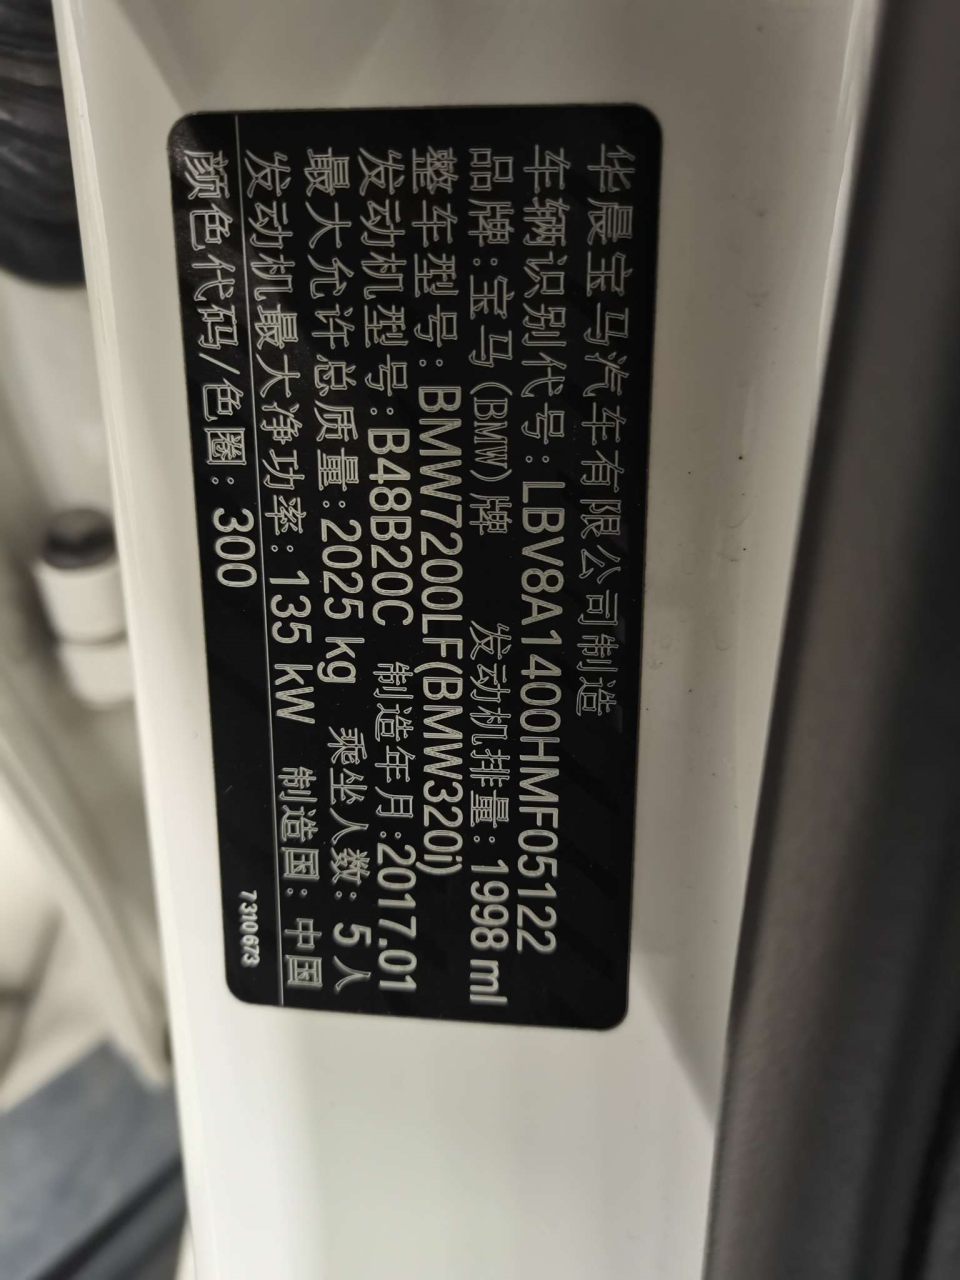 华晨宝马汽车有限公司制造
车辆识别代号:LBV8A1400HMF05122
品牌:宝马(BMW)牌 发动机排量:1998 ml
整车型号:BMW7200LF(BMW320i)
发动机型号:B48B20C 制造年月:2017.01
最大允许总质量:2025 kg 乘坐人数:5人
发动机最大净功率:135 kW 制造国:中国
颜色代码/色圈:300
7310673